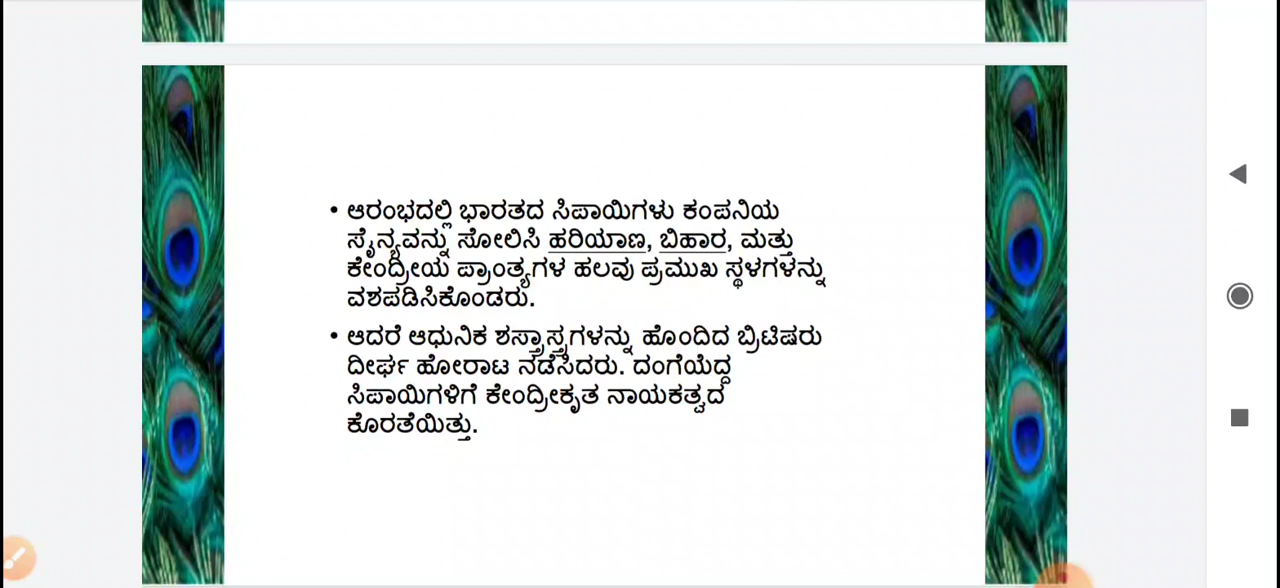 • ಆರಂಭದಲ್ಲಿ ಭಾರತದ ಸಿಪಾಯಿಗಳು ಕಂಪನಿಯ
ಸೈನ್ಯವನ್ನು ಸೋಲಿಸಿ ಹರಿಯಾಣ, ಬಿಹಾರ, ಮತ್ತು
ಕೇಂದ್ರೀಯ ಪ್ರಾಂತ್ಯಗಳ ಹಲವು ಪ್ರಮುಖ ಸ್ಥಳಗಳನ್ನು
ವಶಪಡಿಸಿಕೊಂಡರು.
• ಆದರೆ ಆಧುನಿಕ ಶಸ್ತ್ರಾಸ್ತ್ರಗಳನ್ನು ಹೊಂದಿದ ಬ್ರಿಟಿಷರು
ದೀರ್ಘ ಹೋರಾಟ ನಡೆಸಿದರು. ದಂಗೆಯೆದ್ದ
ಸಿಪಾಯಿಗಳಿಗೆ ಕೇಂದ್ರೀಕೃತ ನಾಯಕತ್ವದ
ಕೊರತೆಯಿತ್ತು.